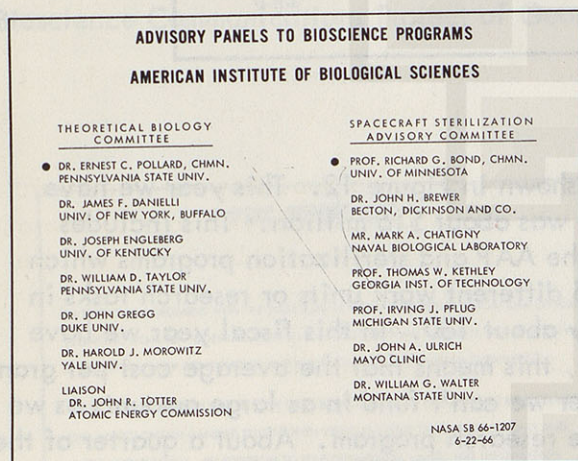 ADVISORY PANELS TO BIOSCIENCE PROGRAMS
AMERICAN INSTITUTE OF BIOLOGICAL SCIENCES
THEORETICAL BIOLOGY
COMMITTEE
● DR. ERNEST C. POLLARD, CHMN.
PENNSYLVANIA STATE UNIV.
DR. JAMES F. DANIELLI
UNIV. OF NEW YORK, BUFFALO
DR. JOSEPH ENGLEBERG
UNIV. OF KENTUCKY
DR. WILLIAM D. TAYLOR
PENNSYLVANIA STATE UNIV.
DR. JOHN GREGG
DUKE UNIV.
DR. HAROLD J. MOROWITZ
YALE UNIV.
LIAISON
DR. JOHN R. TOTTER
ATOMIC ENERGY COMMISSION
SPACECRAFT STERILIZATION
ADVISORY COMMITTEE
● PROF. RICHARD G. BOND, CHMN.
UNIV. OF MINNESOTA
DR. JOHN H. BREWER
BECTON, DICKINSON AND CO.
MR. MARK A. CHATIGNY
NAVAL BIOLOGICAL LABORATORY
PROF. THOMAS W. KETHLEY
GEORGIA INST. OF TECHNOLOGY
PROF. IRVING J. PFLUG
MICHIGAN STATE UNIV.
DR. JOHN A. ULRICH
MAYO CLINIC
DR. WILLIAM G. WALTER
MONTANA STATE UNIV.
NASA SB 66-1207
6-22-66